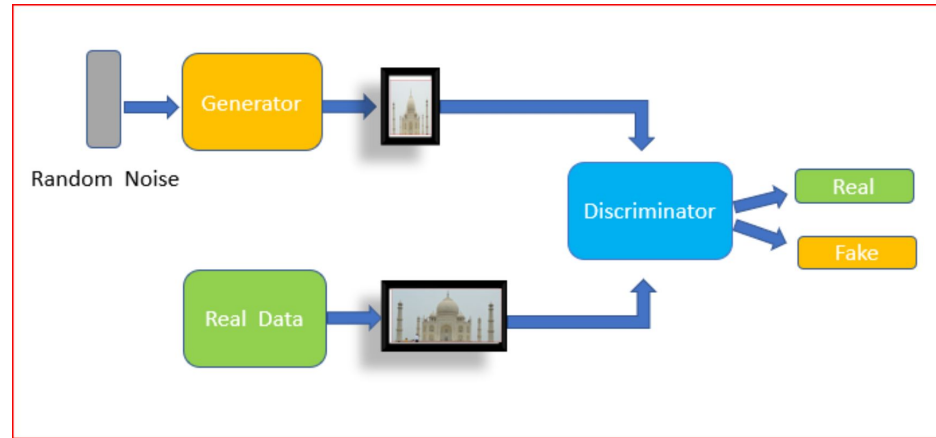 Generator
Random Noise
Discriminator
Real
Fake
Real Data